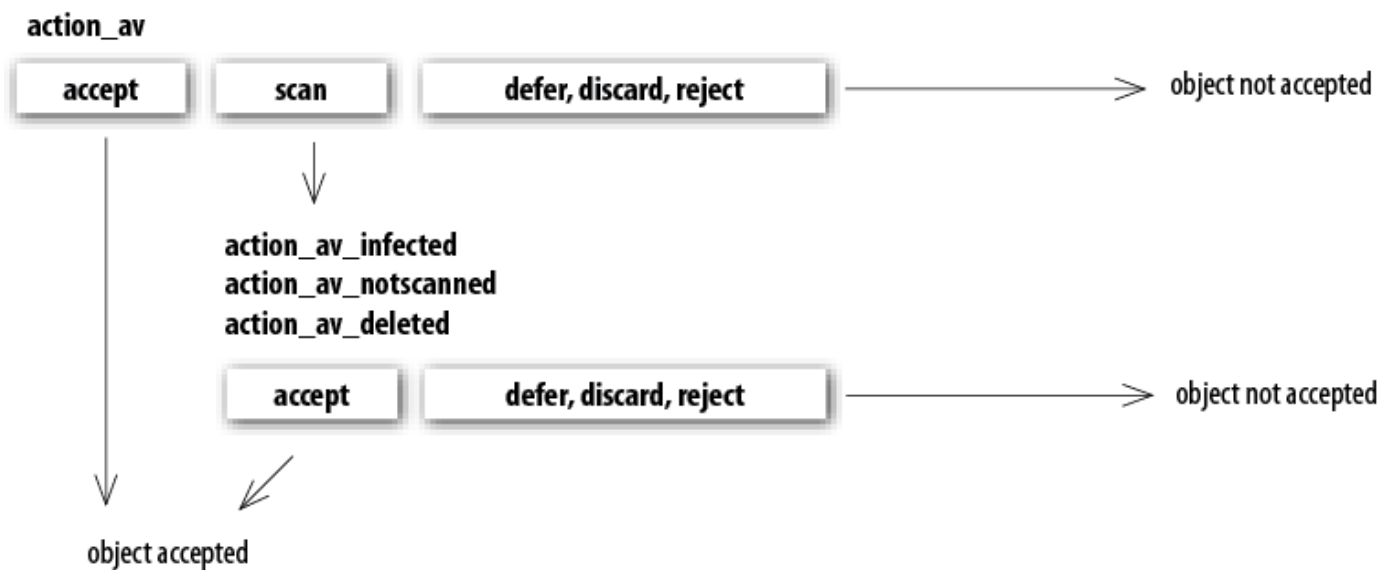 action_av
accept
scan
defer, discard, reject
object not accepted
action_av_infected
action_av_notscanned
action_av_deleted
accept
defer, discard, reject
object not accepted
object accepted